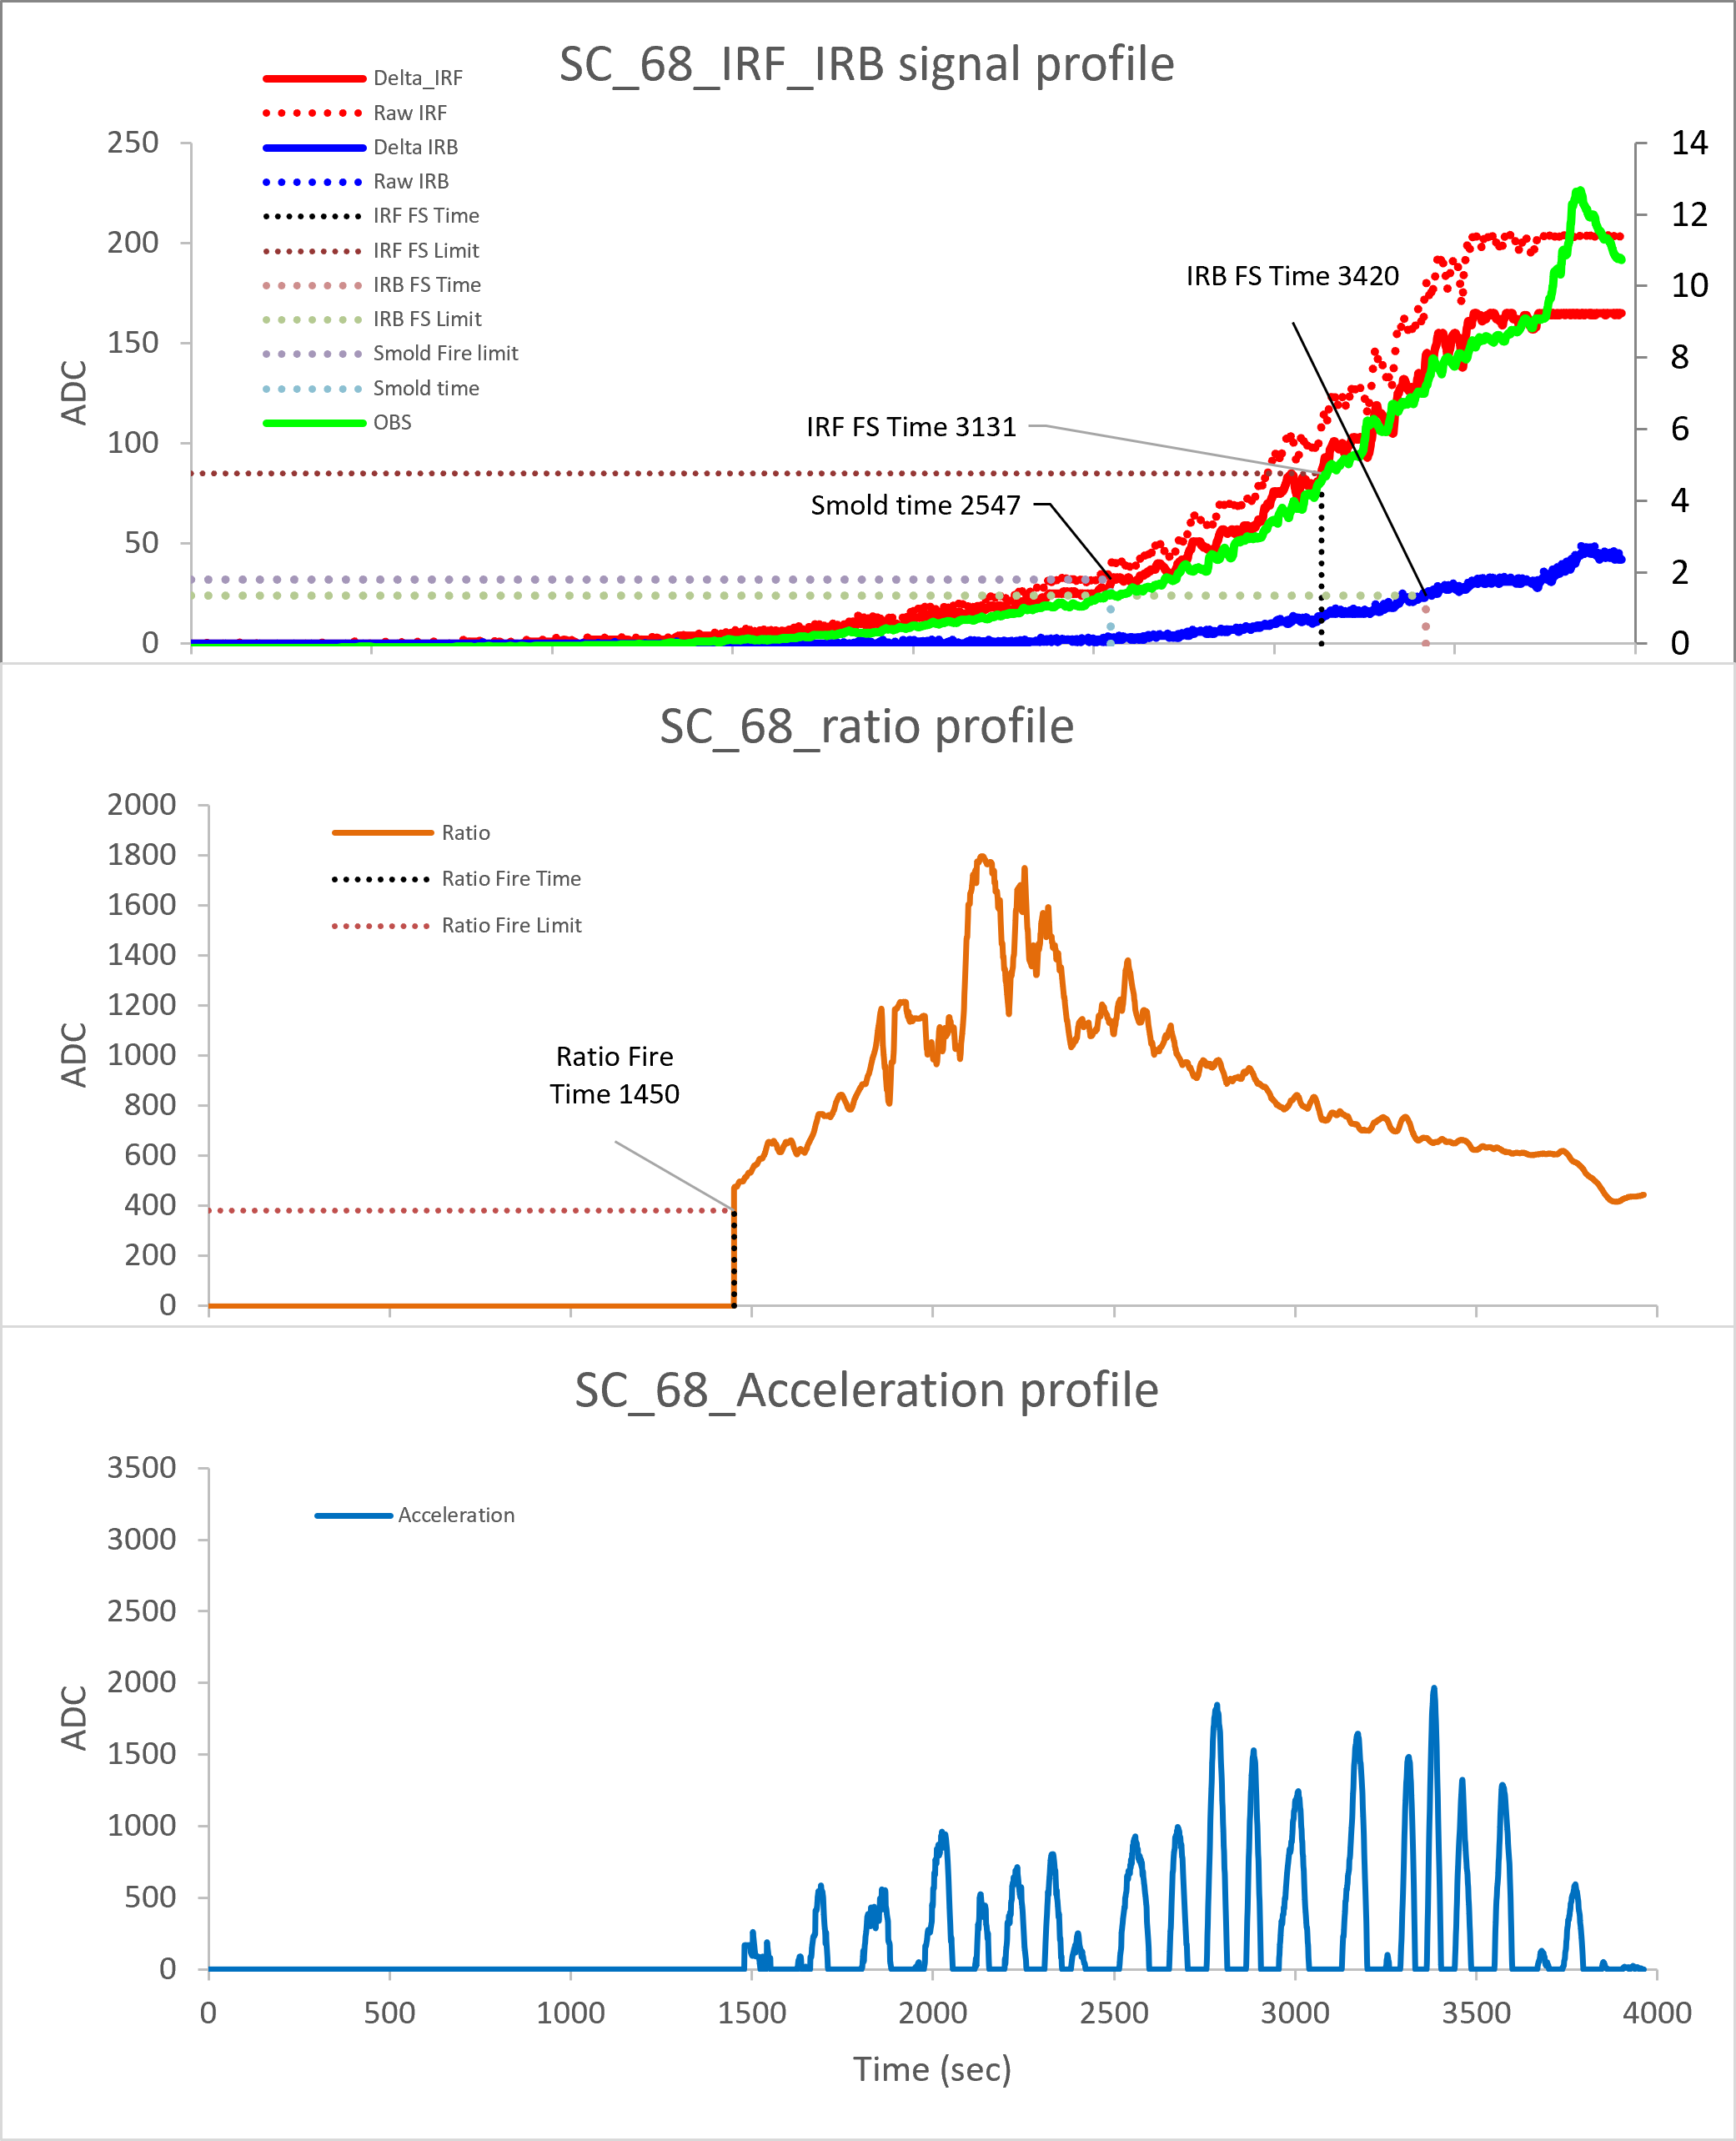 SC_68_IRF_IRB signal profile
Delta_IRF
Raw IRF
Delta IRB
Raw IRB
IRF FS Time
IRF FS Limit
IRB FS Time
IRB FS Limit
Smold Fire limit
Smold time
OBS
ADC
250
200
150
100
50
0
14
12
10
8
6
4
2
0
IRB FS Time 3420
IRF FS Time 3131
Smold time 2547
SC_68_ratio profile
Ratio
Ratio Fire Time
Ratio Fire Limit
ADC
2000
1800
1600
1400
1200
1000
800
600
400
200
0
Ratio Fire
Time 1450
SC_68_Acceleration profile
Acceleration
ADC
3500
3000
2500
2000
1500
1000
500
0
0 500 1000 1500 2000 2500 3000 3500 4000
Time (sec)